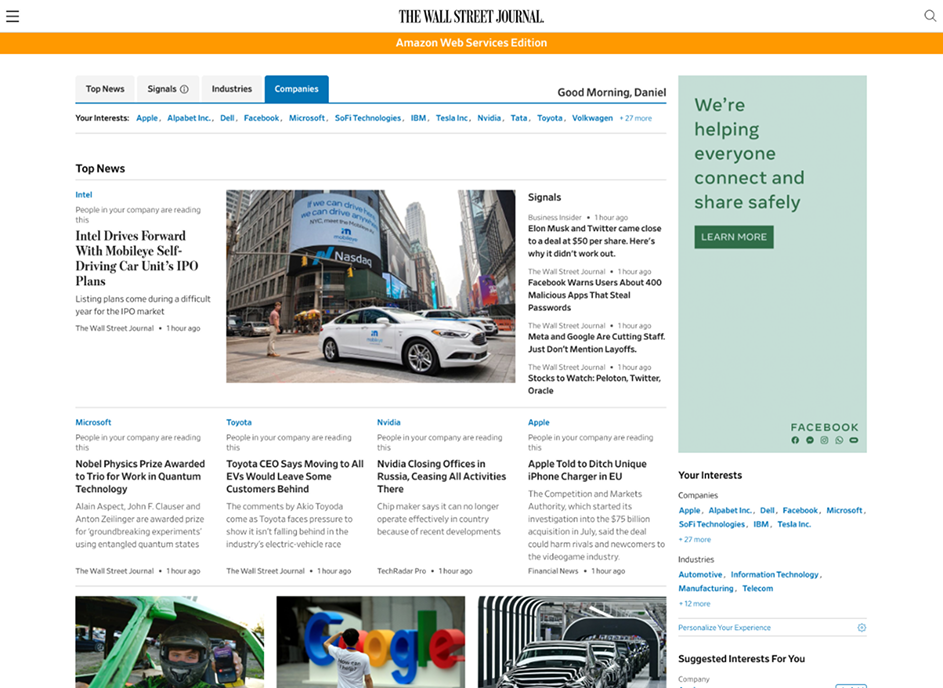 THE WALL STREET JOURNAL.
Amazon Web Services Edition
Top News
Signals
Industries
Companies
Good Morning, Daniel
Your Interests: Apple, Alpabet Inc., Dell, Facebook, Microsoft, SoFi Technologies, IBM, Tesla Inc, Nvidia, Tata, Toyota, Volkwagen +27 more
Top News
Intel
People in your company are reading
this
Intel Drives Forward
With Mobileye Self-
Driving Car Unit's IPO
Plans
Listing plans come during a difficult
year for the IPO market
The Wall Street Journal • 1 hour ago
If we can drive here,
we can drive anywhere
NYC, meet the Mobileye AV
mobileye
Nasdaq
Signals
Business Insider • 1 hour ago
Elon Musk and Twitter came close
to a deal at $50 per share. Here's
why it didn't work out.
The Wall Street Journal • 1 hour ago
Facebook Warns Users About 400
Malicious Apps That Steal
Passwords
The Wall Street Journal • 1 hour ago
Meta and Google Are Cutting Staff.
Just Don't Mention Layoffs.
The Wall Street Journal • 1 hour ago
Stocks to Watch: Peloton, Twitter,
Oracle
Microsoft
People in your company are reading
this
Nobel Physics Prize Awarded
to Trio for Work in Quantum
Technology
Alain Aspect, John F. Clauser and
Anton Zeilinger are awarded prize
for 'groundbreaking experiments'
using entangled quantum states
The Wall Street Journal • 1 hour ago
Toyota
People in your company are reading
this
Toyota CEO Says Moving to All
EVs Would Leave Some
Customers Behind
The comments by Akio Toyoda
come as Toyota faces pressure to
show it isn't falling behind in the
industry's electric-vehicle race
The Wall Street Journal • 1 hour ago
Nvidia
People in your company are reading
this
Nvidia Closing Offices in
Russia, Ceasing All Activities
There
Chip maker says it can no longer
operate effectively in country
because of recent developments
TechRadar Pro • 1 hour ago
Apple
People in your company are reading
this
Apple Told to Ditch Unique
iPhone Charger in EU
The Competition and Markets
Authority, which started its
investigation into the $75 billion
acquisition in July, said the deal
could harm rivals and newcomers to
the videogame industry.
Financial News • 1 hour ago
Google
We're
helping
everyone
connect and
share safely
LEARN MORE
FACEBOOK
Your Interests
Companies
Apple, Alpabet Inc., Dell, Facebook, Microsoft,
SoFi Technologies, IBM, Tesla Inc.
+27 more
Industries
Automotive, Information Technology,
Manufacturing, Telecom
+12 more
Personalize Your Experience
Suggested Interests For You
Company